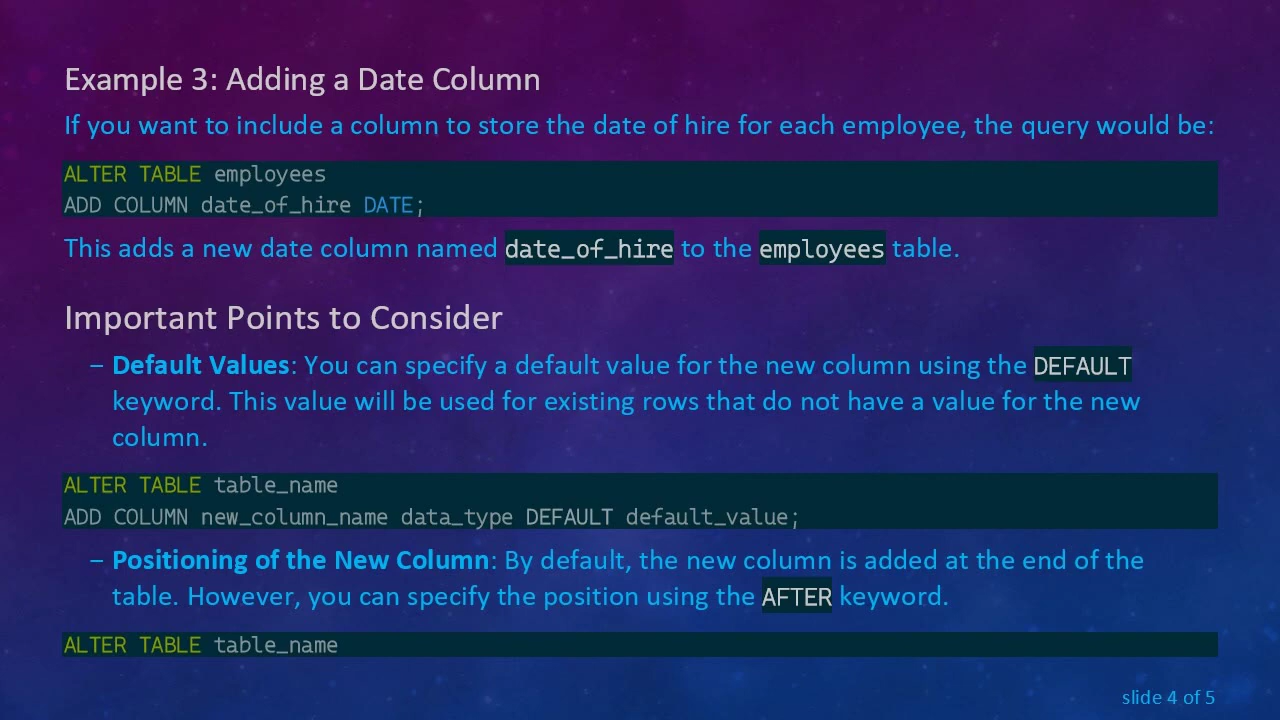 Example 3: Adding a Date Column
If you want to include a column to store the date of hire for each employee, the query would be:
ALTER TABLE employees
ADD COLUMN date_of_hire DATE;
This adds a new date column named date_of_hire to the employees table.
Important Points to Consider
– Default Values: You can specify a default value for the new column using the DEFAULT
keyword. This value will be used for existing rows that do not have a value for the new
column.
ALTER TABLE table_name
ADD COLUMN new_column_name data_type DEFAULT default_value;
– Positioning of the New Column: By default, the new column is added at the end of the
table. However, you can specify the position using the AFTER keyword.
ALTER TABLE table_name
slide 4 of 5